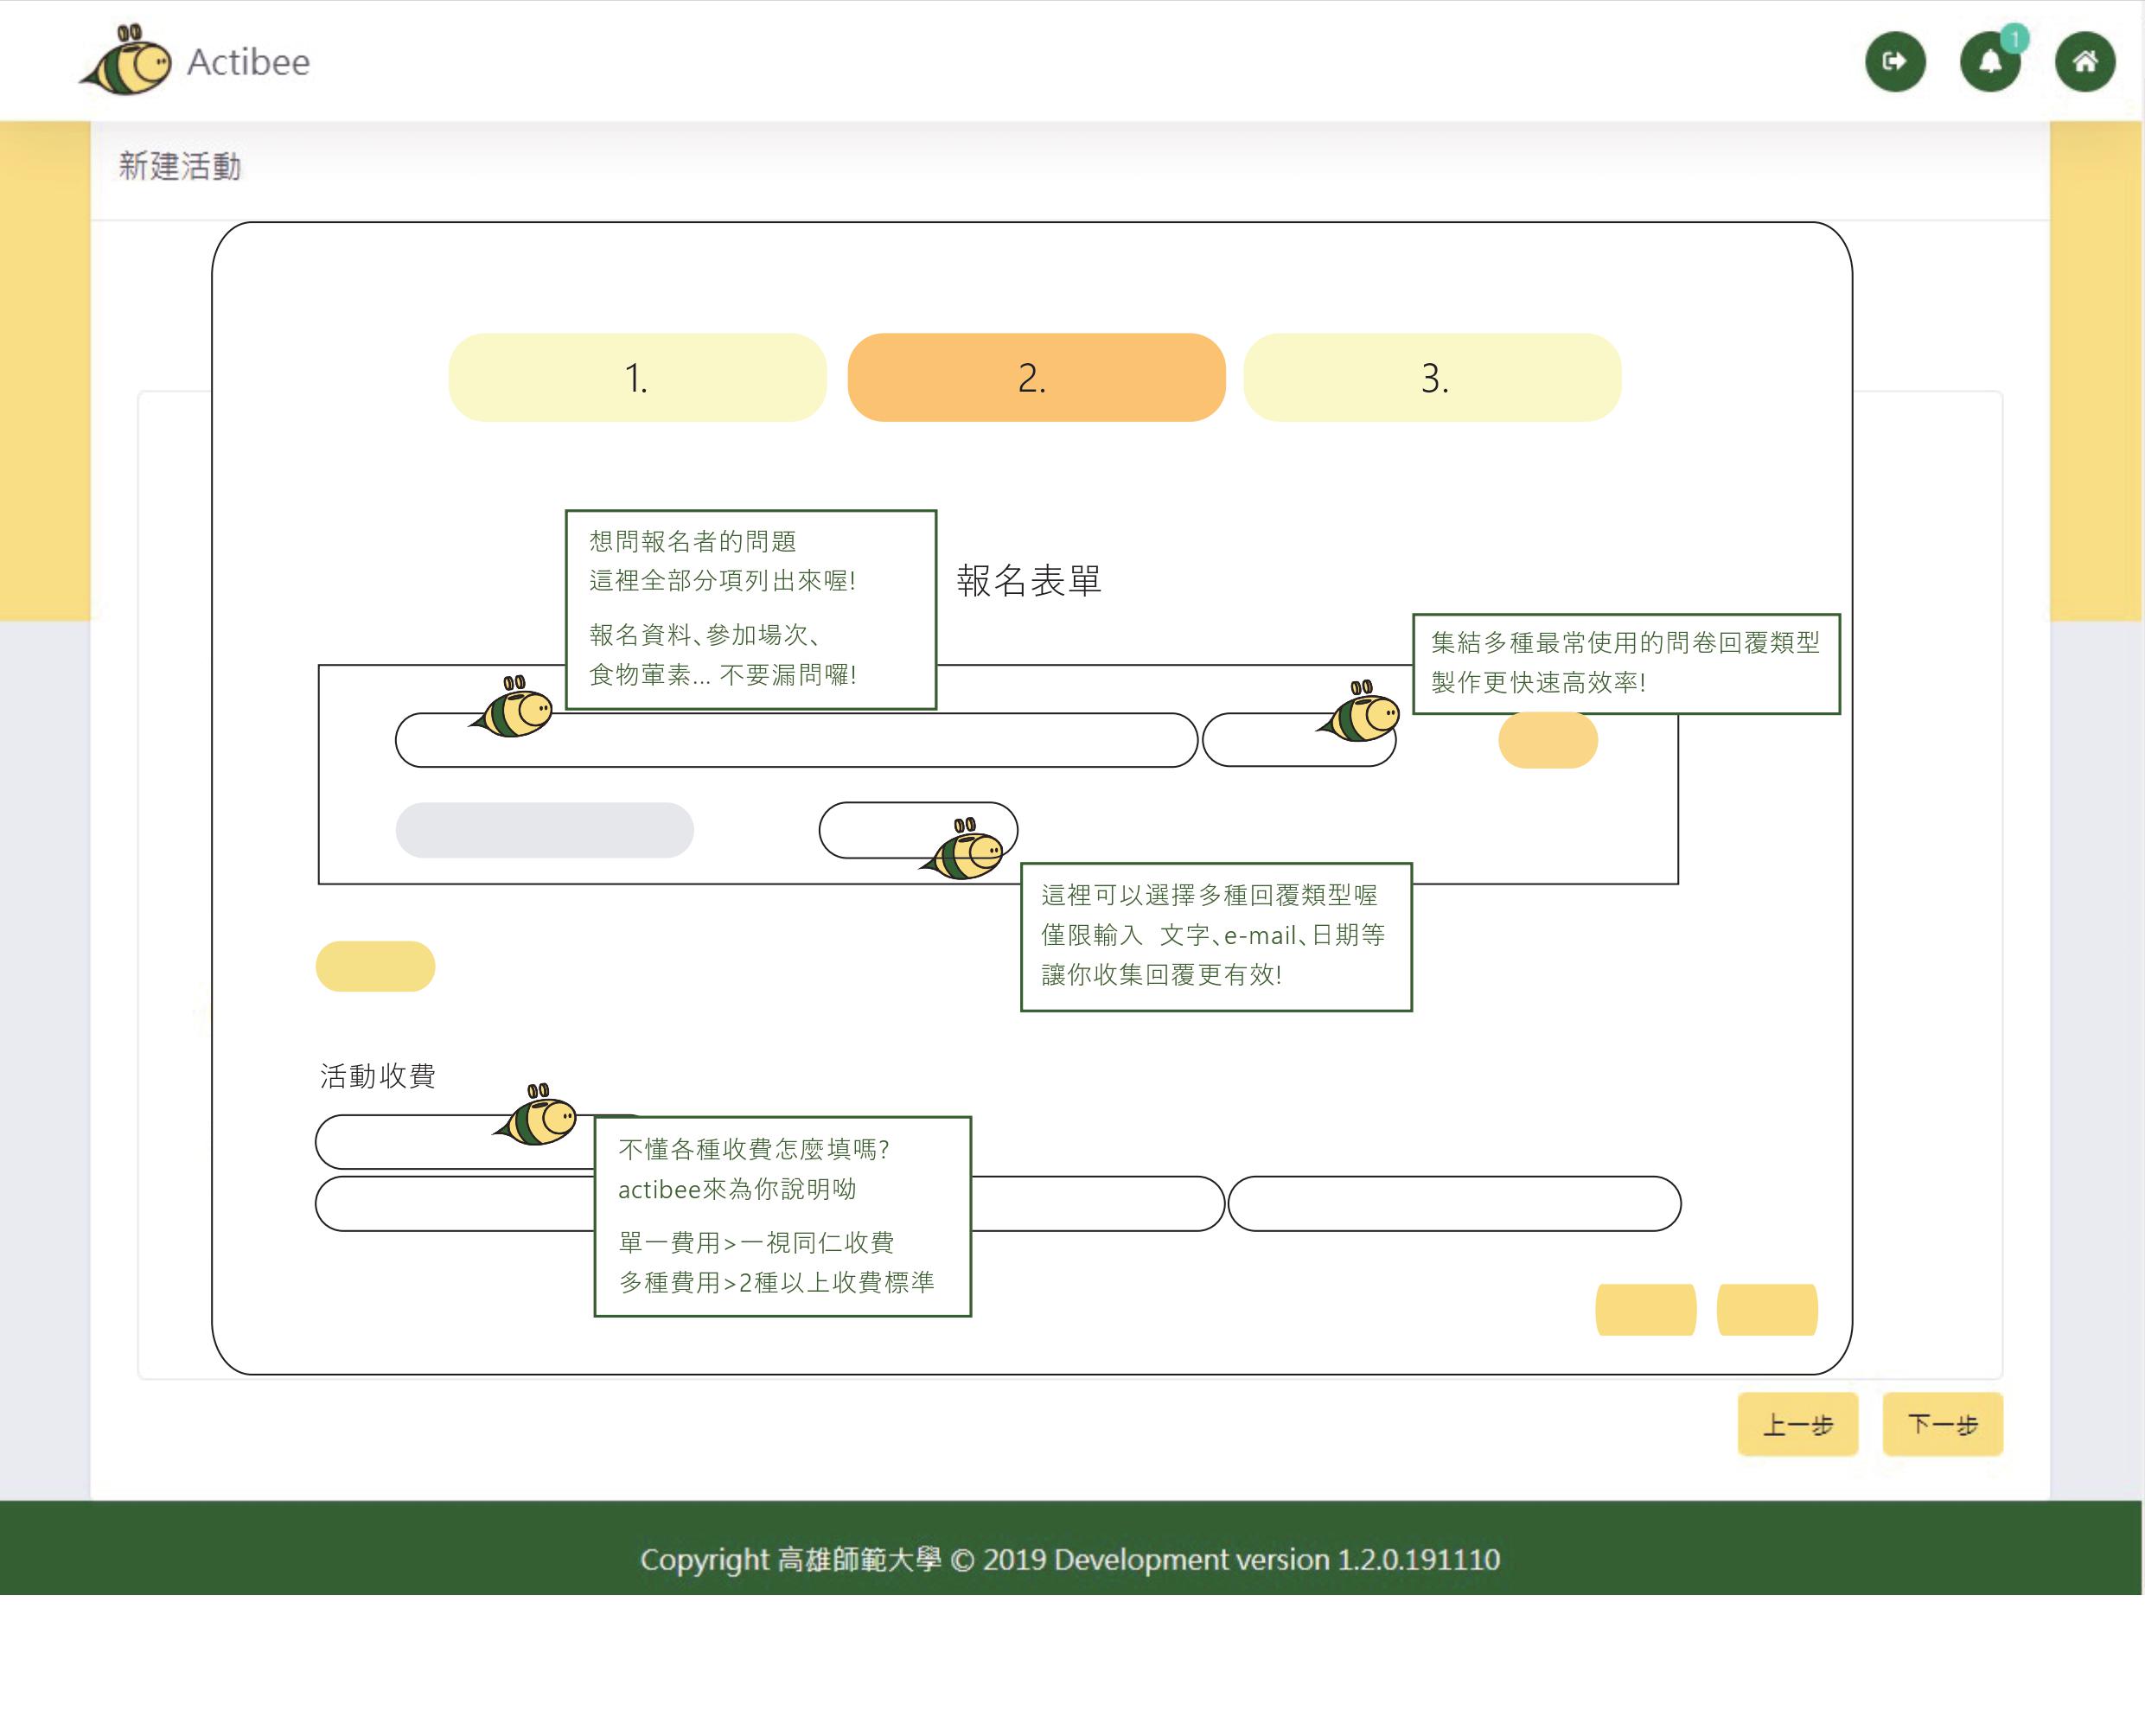 Actibee
1
新建活動
1.
2.
3.
想問報名者的問題
這裡全部分項列出來喔!
報名資料、參加場次、
食物葷素... 不要漏問囉!
報名表單
集結多種最常使用的問卷回覆類型
製作更快速高效率!
這裡可以選擇多種回覆類型喔
僅限輸入 文字、e-mail、日期等
讓你收集回覆更有效!
活動收費
不懂各種收費怎麼填嗎?
actibee來為你說明呦
單一費用>一視同仁收費
多種費用>2種以上收費標準
上一步
下一步
Copyright 高雄師範大學 © 2019 Development version 1.2.0.191110